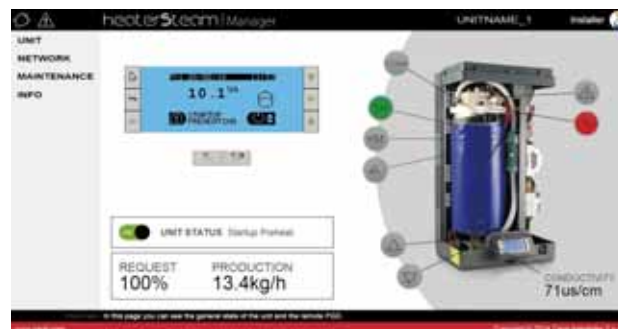 heaterSteam Manager
UNITNAME_1
Installer
UNIT
NETWORK
MAINTENANCE
INFO
10.1
STARTUP
UNIT STATUS Startup Preheat
REQUEST
PRODUCTION
100%
13.4kg/h
CONDUCTIVITY
71us/cm
In this page you can see the general state of the unit and the remote PGD.